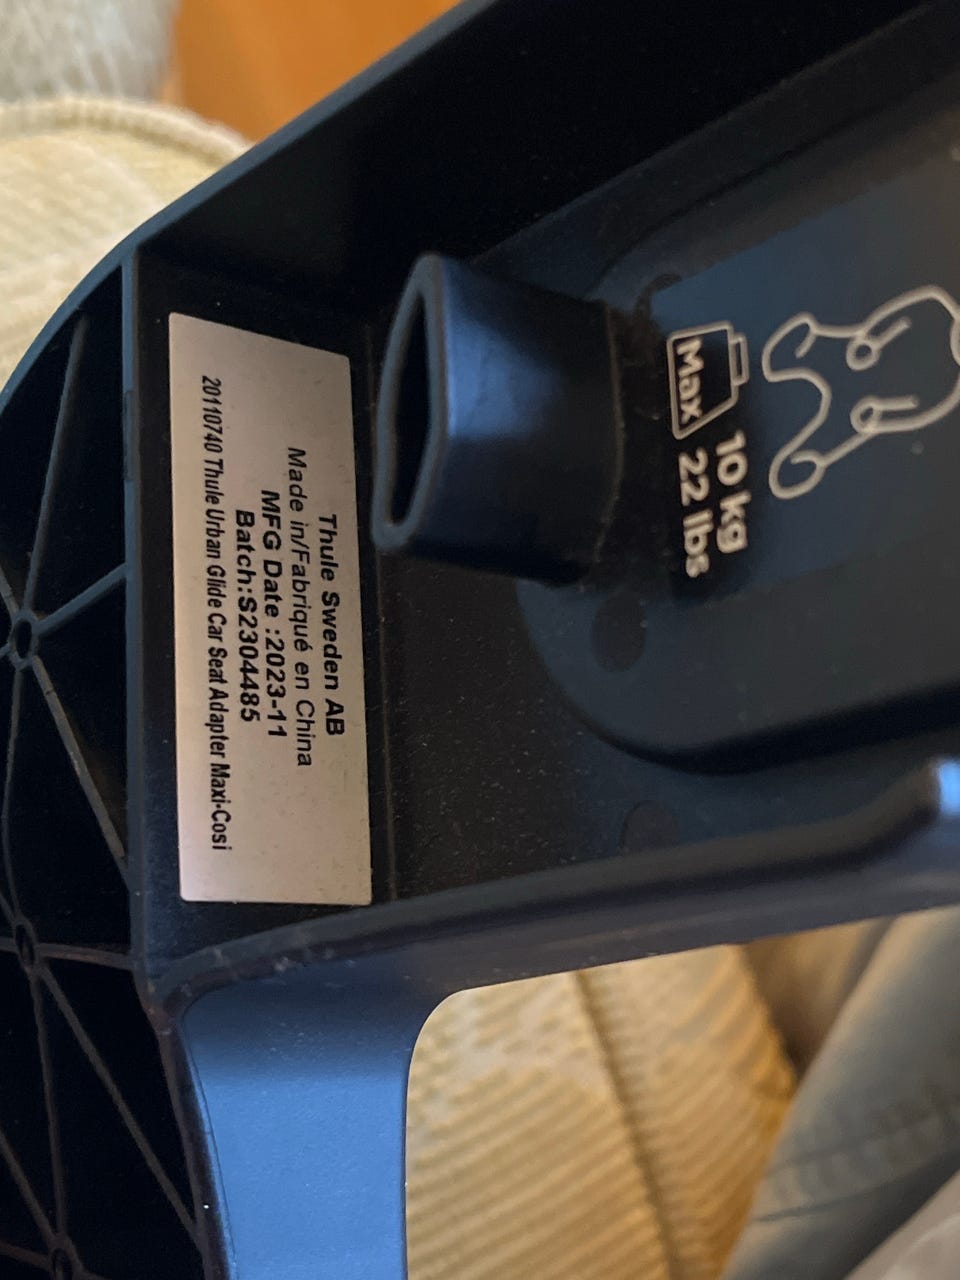 Thule Sweden AB
Made in/Fabriqué en China
MFG Date :2023-11
Batch:S2304485
20110740 Thule Urban Glide Car Seat Adapter Maxi-Cosi
Max
10 kg
22 lbs